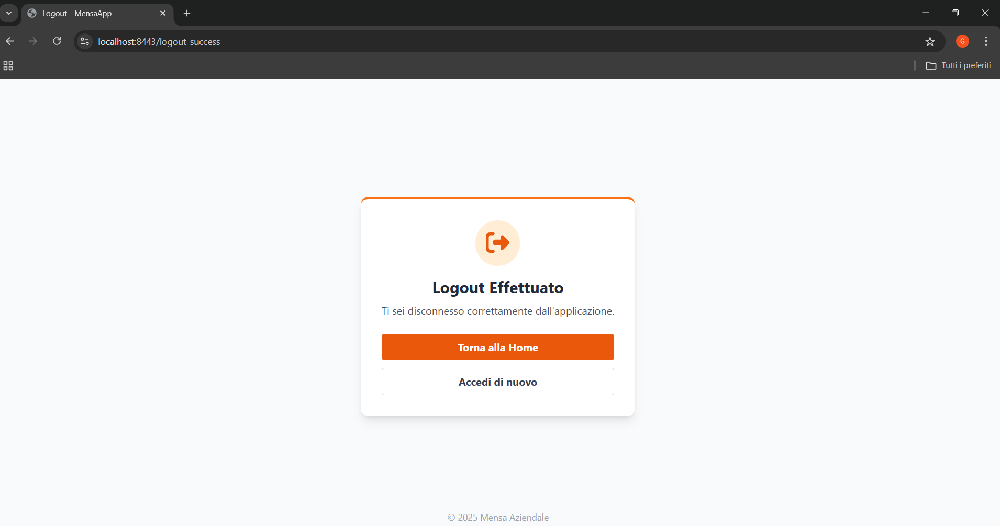 Logout - MensaApp
localhost:8443/logout-success
G
Tutti i preferiti
Logout Effettuato
Ti sei disconnesso correttamente dall'applicazione.
Torna alla Home
Accedi di nuovo
© 2025 Mensa Aziendale